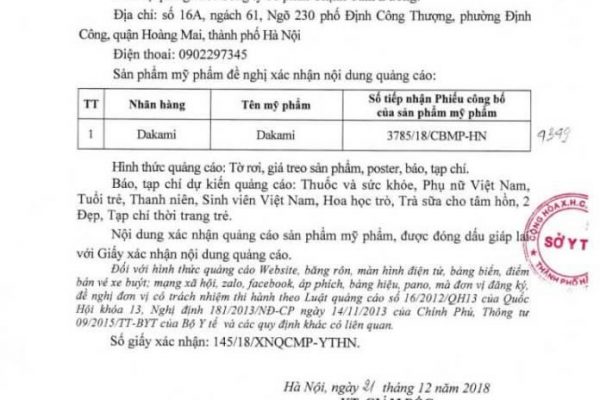 Địa chỉ: số 16A, ngách 61, Ngõ 230 phố Định Công Thượng, phường Định
Công, quận Hoàng Mai, thành phố Hà Nội
Điện thoại: 0902297345
Sản phẩm mỹ phẩm đề nghị xác nhận nội dung quảng cáo:
TT Nhãn hàng Tên mỹ phẩm Số tiếp nhận Phiếu công bố
của sản phẩm mỹ phẩm
1 Dakami Dakami 3785/18/CBMP-HN 4349
Hình thức quảng cáo: Tờ rơi, giá treo sản phẩm, poster, báo, tạp chí.
Báo, tạp chí dự kiến quảng cáo: Thuốc và sức khỏe, Phụ nữ Việt Nam,
Tuổi trẻ, Thanh niên, Sinh viên Việt Nam, Hoa học trò, Trà sữa cho tâm hồn, 2
Đẹp, Tạp chí thời trang trẻ.
Nội dung xác nhận quảng cáo sản phẩm mỹ phẩm, được đóng dấu giáp lai
với Giấy xác nhận nội dung quảng cáo.
Đối với hình thức quảng cáo Website, băng rôn, màn hình điện tử, bảng biển, điểm
bán vé xe buýt; mạng xã hội, zalo, facebook, áp phích, bảng hiệu, pano, mà đơn vị đăng ký,
đề nghị đơn vị có trách nhiệm thi hành theo Luật quảng cáo số 16/2012/QH13 của Quốc
Hội khóa 13, Nghị định 181/2013/NĐ-CP ngày 14/11/2013 của Chính Phủ, Thông tư
09/2015/TT-BYT của Bộ Y tế và các quy định khác có liên quan.
Số giấy xác nhận: 145/18/XNQCMP-YTHN.
CỘNG HÒA X.H.C
SỞ Y T
THÀNH PHỐ
Hà Nội, ngày 21 tháng 12 năm 2018